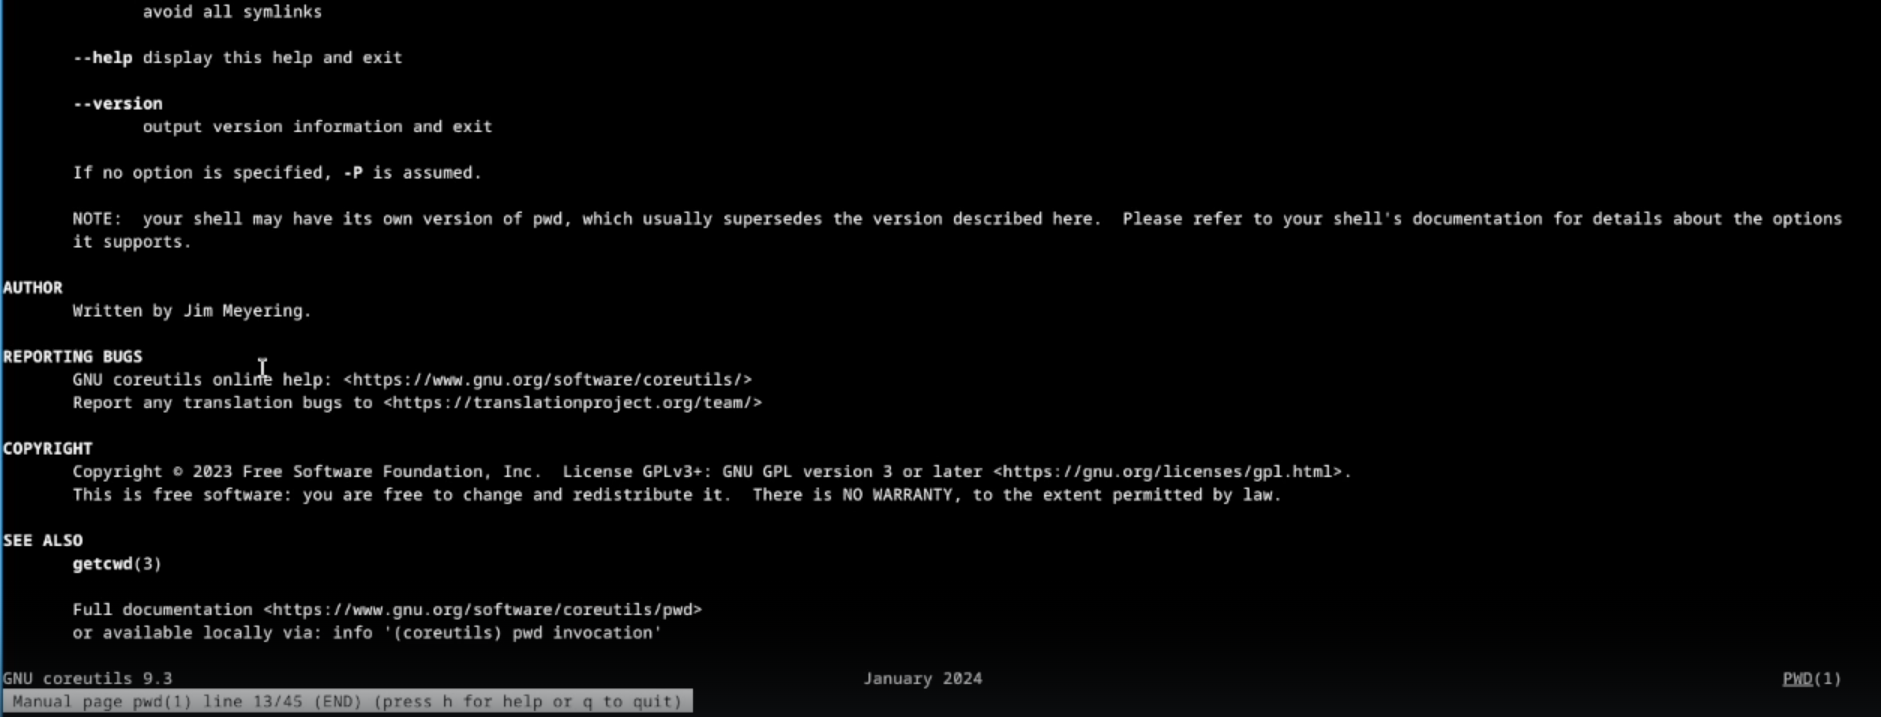 avoid all symlinks
--help display this help and exit
--version
output version information and exit
If no option is specified, -P is assumed.
NOTE:  your shell may have its own version of pwd, which usually supersedes the version described here.  Please refer to your shell's documentation for details about the options
it supports.
AUTHOR
Written by Jim Meyering.
REPORTING BUGS
GNU coreutils online help: <https://www.gnu.org/software/coreutils/>
Report any translation bugs to <https://translationproject.org/team/>
COPYRIGHT
Copyright © 2023 Free Software Foundation, Inc.  License GPLv3+: GNU GPL version 3 or later <https://gnu.org/licenses/gpl.html>.
This is free software: you are free to change and redistribute it.  There is NO WARRANTY, to the extent permitted by law.
SEE ALSO
getcwd(3)
Full documentation <https://www.gnu.org/software/coreutils/pwd>
or available locally via: info '(coreutils) pwd invocation'
GNU coreutils 9.3 January 2024 PWD(1)
Manual page pwd(1) line 13/45 (END) (press h for help or q to quit)